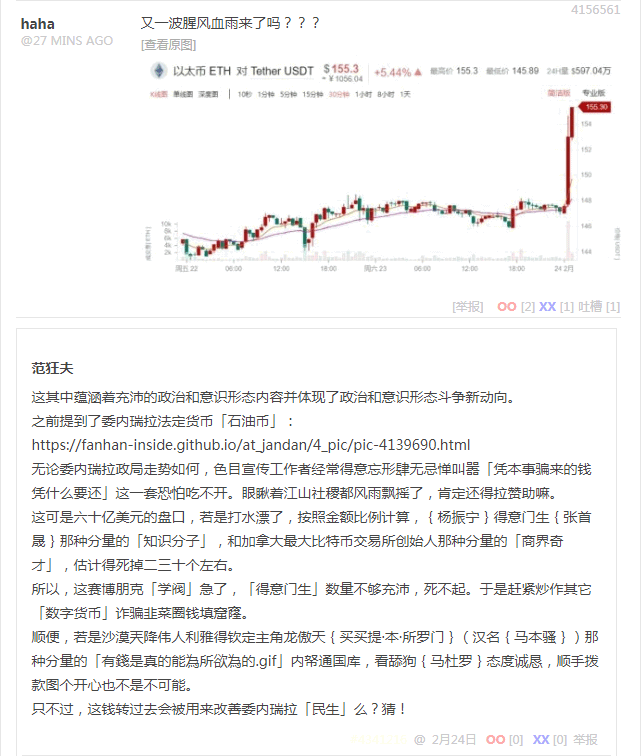 4156561
haha
@27 MINS AGO
又一波腥风血雨来了吗？？？
[查看原图]
以太币 ETH 对 Tether USDT
$155.3
≈ ¥1056.04
+5.44%
最高价 155.3
最低价 145.89
24H量 $597.04万
K线图 单线图 深度图
10秒 1分钟 5分钟 15分钟 30分钟 1小时 8小时 1天
简洁版 专业版
155.30
154
152
150
148
146
144
10k
8k
6k
4k
2k
周五 22 06:00 12:00 18:00 周六 23 06:00 12:00 18:00 24 2月
[举报] OO [2] XX [1] 吐槽 [1]
范狂夫
这其中蕴涵着充沛的政治和意识形态内容并体现了政治和意识形态斗争新动向。
之前提到了委内瑞拉法定货币「石油币」：
https://fanhan-inside.github.io/at_jandan/4_pic/pic-4139690.html
无论委内瑞拉政局走势如何，色目宣传工作者经常得意忘形肆无忌惮叫嚣「凭本事骗来的钱
凭什么要还」这一套恐怕吃不开。眼瞅着江山社稷都风雨飘摇了，肯定还得拉赞助嘛。
这可是六十亿美元的盘口，若是打水漂了，按照金额比例计算，｛杨振宁｝得意门生｛张首
晟｝那种分量的「知识分子」，和加拿大最大比特币交易所创始人那种分量的「商界奇
才」，估计得死掉二三十个左右。
所以，这赛博朋克「学阀」急了，「得意门生」数量不够充沛，死不起。于是赶紧炒作其它
「数字货币」诈骗韭菜圈钱填窟窿。
顺便，若是沙漠天降伟人利雅得钦定主角龙傲天｛买买提·本·所罗门｝（汉名｛马本骚｝）那
种分量的「有錢是真的能為所欲為的.gif」内帑通国库，看舔狗｛马杜罗｝态度诚恳，顺手拨
款图个开心也不是不可能。
只不过，这钱转过去会被用来改善委内瑞拉「民生」么？猜！
@ 2月24日 OO [0] XX [0] 举报